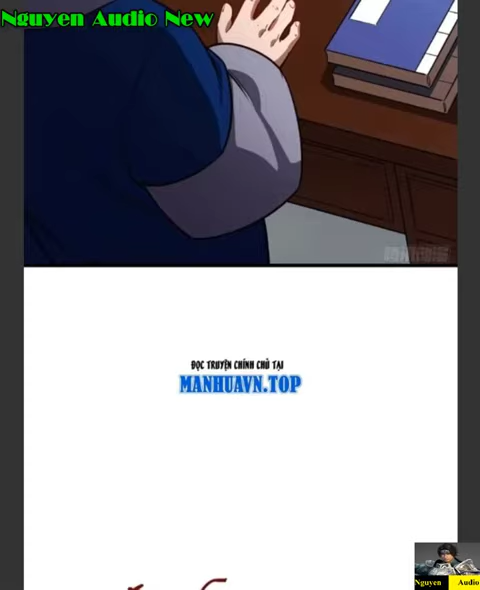 Nguyen Audio New
ĐỌC TRUYỆN CHÍNH CHỦ TẠI
MANHUAVN.TOP
Nguyen Audio